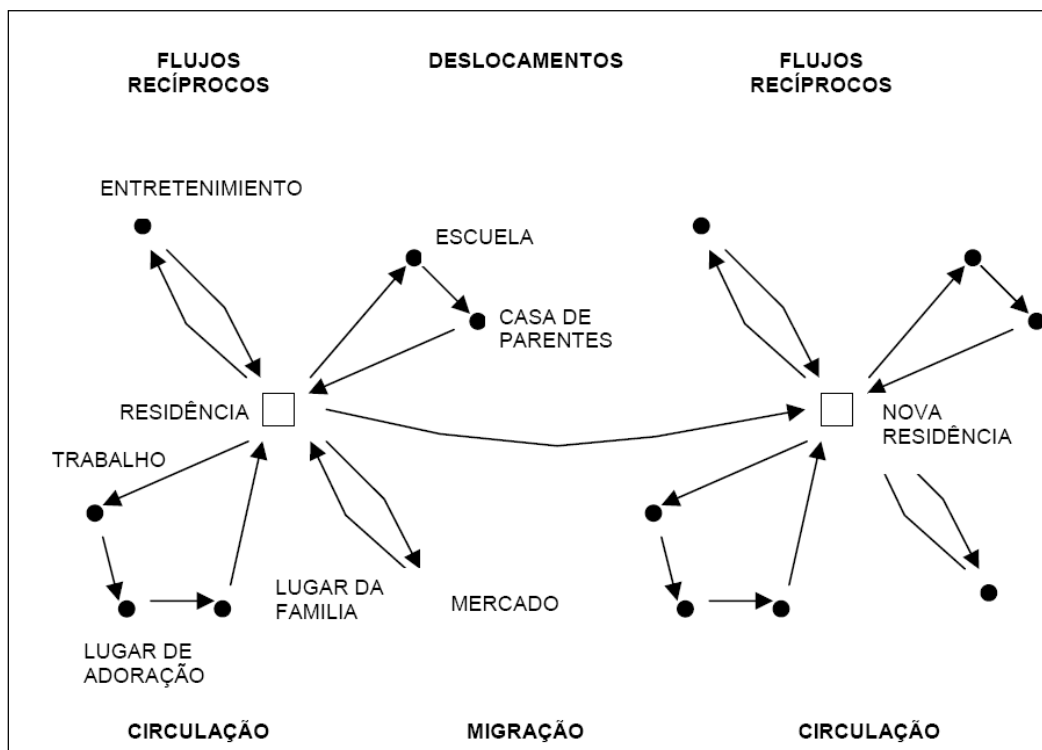 FLUJOS
RECÍPROCOS
DESLOCAMENTOS
FLUJOS
RECÍPROCOS
ENTRETENIMIENTO
ESCUELA
CASA DE
PARENTES
RESIDÊNCIA
NOVA
RESIDÊNCIA
TRABALHO
LUGAR DA
FAMILIA
MERCADO
LUGAR DE
ADORAÇÃO
CIRCULAÇÃO
MIGRAÇÃO
CIRCULAÇÃO